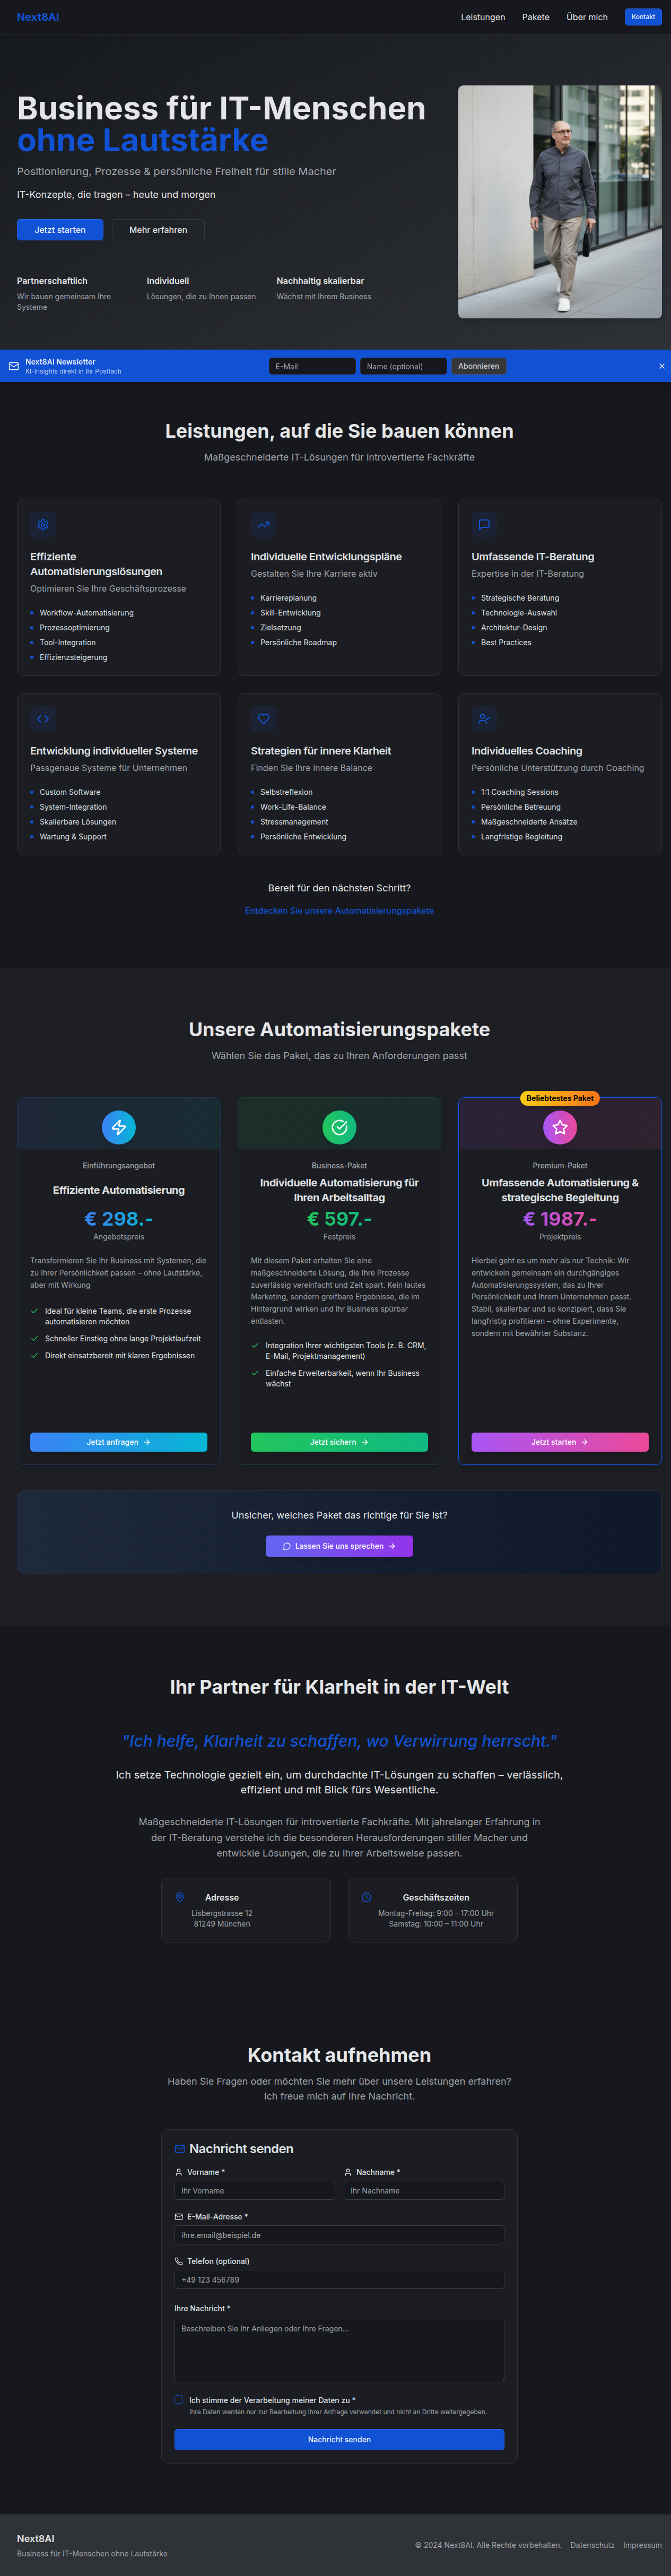 Next8AI
Leistungen
Pakete
Über mich
Kontakt
Business für IT-Menschen
ohne Lautstärke
Positionierung, Prozesse & persönliche Freiheit für stille Macher
IT-Konzepte, die tragen – heute und morgen
Jetzt starten
Mehr erfahren
Partnerschaftlich
Wir bauen gemeinsam Ihre
Systeme
Individuell
Lösungen, die zu Ihnen passen
Nachhaltig skalierbar
Wächst mit Ihrem Business
Next8AI Newsletter
KI-Insights direkt in Ihr Postfach
E-Mail
Name (optional)
Abonnieren
Leistungen, auf die Sie bauen können
Maßgeschneiderte IT-Lösungen für introvertierte Fachkräfte
Effiziente
Automatisierungslösungen
Optimieren Sie Ihre Geschäftsprozesse
Workflow-Automatisierung
Prozessoptimierung
Tool-Integration
Effizienzsteigerung
Individuelle Entwicklungspläne
Gestalten Sie Ihre Karriere aktiv
Karriereplanung
Skill-Entwicklung
Zielsetzung
Persönliche Roadmap
Umfassende IT-Beratung
Expertise in der IT-Beratung
Strategische Beratung
Technologie-Auswahl
Architektur-Design
Best Practices
Entwicklung individueller Systeme
Passgenaue Systeme für Unternehmen
Custom Software
System-Integration
Skalierbare Lösungen
Wartung & Support
Strategien für innere Klarheit
Finden Sie Ihre innere Balance
Selbstreflexion
Work-Life-Balance
Stressmanagement
Persönliche Entwicklung
Individuelles Coaching
Persönliche Unterstützung durch Coaching
1:1 Coaching Sessions
Persönliche Betreuung
Maßgeschneiderte Ansätze
Langfristige Begleitung
Bereit für den nächsten Schritt?
Entdecken Sie unsere Automatisierungspakete
Unsere Automatisierungspakete
Wählen Sie das Paket, das zu Ihren Anforderungen passt
Einführungsangebot
Effiziente Automatisierung
€ 298.-
Angebotspreis
Transformieren Sie Ihr Business mit Systemen, die
zu Ihrer Persönlichkeit passen – ohne Lautstärke,
aber mit Wirkung
Ideal für kleine Teams, die erste Prozesse
automatisieren möchten
Schneller Einstieg ohne lange Projektlaufzeit
Direkt einsatzbereit mit klaren Ergebnissen
Jetzt anfragen
Business-Paket
Individuelle Automatisierung für
Ihren Arbeitsalltag
€ 597.-
Festpreis
Mit diesem Paket erhalten Sie eine
maßgeschneiderte Lösung, die Ihre Prozesse
zuverlässig vereinfacht und Zeit spart. Kein lautes
Marketing, sondern greifbare Ergebnisse, die im
Hintergrund wirken und Ihr Business spürbar
entlasten.
Integration Ihrer wichtigsten Tools (z. B. CRM,
E-Mail, Projektmanagement)
Einfache Erweiterbarkeit, wenn Ihr Business
wächst
Jetzt sichern
Beliebtestes Paket
Premium-Paket
Umfassende Automatisierung &
strategische Begleitung
€ 1987.-
Projektpreis
Hierbei geht es um mehr als nur Technik: Wir
entwickeln gemeinsam ein durchgängiges
Automatisierungssystem, das zu Ihrer
Persönlichkeit und Ihrem Unternehmen passt.
Stabil, skalierbar und so konzipiert, dass Sie
langfristig profitieren – ohne Experimente,
sondern mit bewährter Substanz.
Jetzt starten
Unsicher, welches Paket das richtige für Sie ist?
Lassen Sie uns sprechen
Ihr Partner für Klarheit in der IT-Welt
"Ich helfe, Klarheit zu schaffen, wo Verwirrung herrscht."
Ich setze Technologie gezielt ein, um durchdachte IT-Lösungen zu schaffen – verlässlich,
effizient und mit Blick fürs Wesentliche.
Maßgeschneiderte IT-Lösungen für introvertierte Fachkräfte. Mit jahrelanger Erfahrung in
der IT-Beratung verstehe ich die besonderen Herausforderungen stiller Macher und
entwickle Lösungen, die zu Ihrer Arbeitsweise passen.
Adresse
Lisbergstrasse 12
81249 München
Geschäftszeiten
Montag-Freitag: 9:00 – 17:00 Uhr
Samstag: 10:00 – 11:00 Uhr
Kontakt aufnehmen
Haben Sie Fragen oder möchten Sie mehr über unsere Leistungen erfahren?
Ich freue mich auf Ihre Nachricht.
Nachricht senden
Vorname *
Nachname *
Ihr Vorname
Ihr Nachname
E-Mail-Adresse *
ihre.email@beispiel.de
Telefon (optional)
+49 123 456789
Ihre Nachricht *
Beschreiben Sie Ihr Anliegen oder Ihre Fragen...
Ich stimme der Verarbeitung meiner Daten zu *
Ihre Daten werden nur zur Bearbeitung Ihrer Anfrage verwendet und nicht an Dritte weitergegeben.
Nachricht senden
Next8AI
Business für IT-Menschen ohne Lautstärke
© 2024 Next8AI. Alle Rechte vorbehalten.
Datenschutz
Impressum